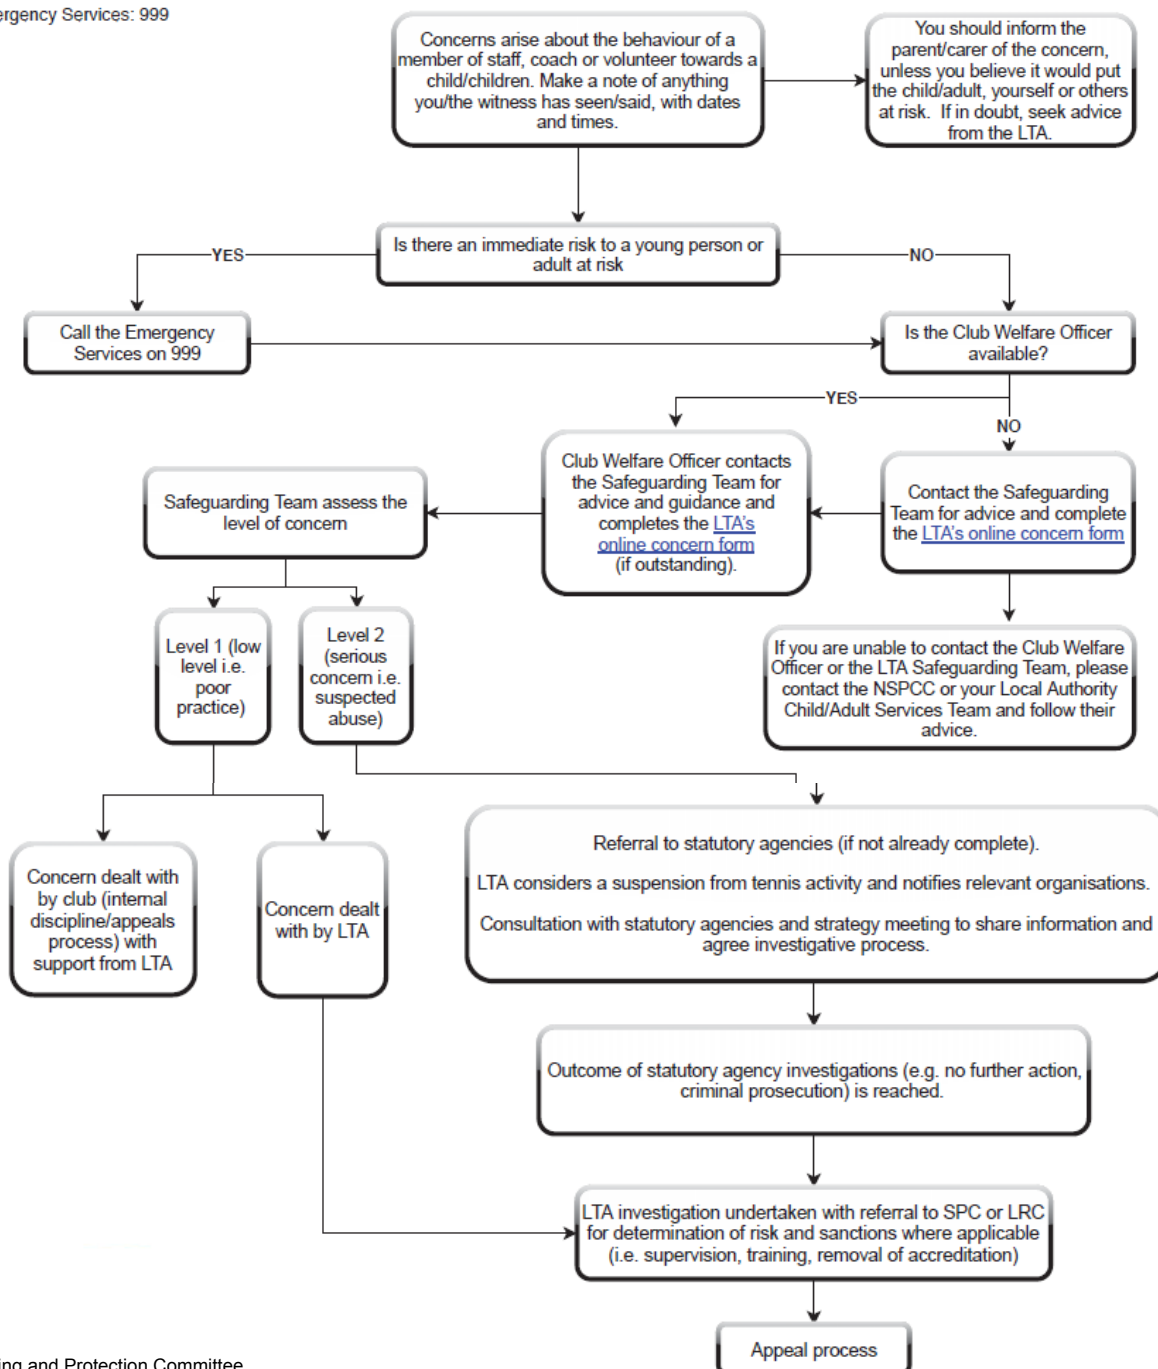 ergency Services: 999
Concerns arise about the behaviour of a
member of staff, coach or volunteer towards a
child/children. Make a note of anything
you/the witness has seen/said, with dates
and times.
You should inform the
parent/carer of the concern,
unless you believe it would put
the child/adult, yourself or others
at risk. If in doubt, seek advice
from the LTA.
Is there an immediate risk to a young person or
adult at risk
YES
NO
Call the Emergency
Services on 999
Is the Club Welfare Officer
available?
YES
NO
Club Welfare Officer contacts
the Safeguarding Team for
advice and guidance and
completes the LTA's
online concern form
(if outstanding).
Contact the Safeguarding
Team for advice and complete
the LTA's online concern form
Safeguarding Team assess the
level of concern
Level 1 (low
level i.e.
poor
practice)
Level 2
(serious
concern i.e.
suspected
abuse)
If you are unable to contact the Club Welfare
Officer or the LTA Safeguarding Team, please
contact the NSPCC or your Local Authority
Child/Adult Services Team and follow their
advice.
Concern dealt with
by club (internal
discipline/appeals
process) with
support from LTA
Concern dealt
with by LTA
Referral to statutory agencies (if not already complete).
LTA considers a suspension from tennis activity and notifies relevant organisations.
Consultation with statutory agencies and strategy meeting to share information and
agree investigative process.
Outcome of statutory agency investigations (e.g. no further action,
criminal prosecution) is reached.
LTA investigation undertaken with referral to SPC or LRC
for determination of risk and sanctions where applicable
(i.e. supervision, training, removal of accreditation)
Appeal process
ing and Protection Committee